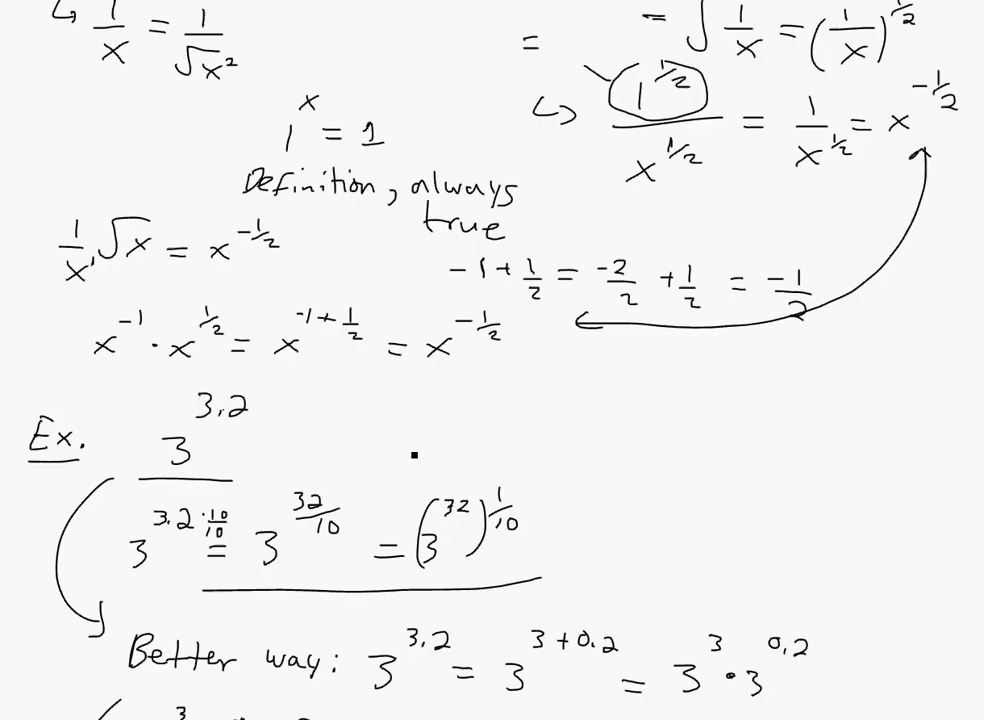 ↳ 1/x = 1/√x²
= = √(1/x) = (1/x)^1/2
↳ 1^1/2 / x^1/2 = 1/x^1/2 = x^-1/2
1^x = 1
Definition, always
true
1/x · √x = x^-1/2
-1 + 1/2 = -2/2 + 1/2 = -1/2
x^-1 · x^1/2 = x^(-1+1/2) = x^-1/2
Ex. 3^3,2
3^(3,2 · 10/10) = 3^(32/10) = (3^32)^1/10
Better way: 3^3,2 = 3^(3+0,2) = 3^3 · 3^0,2